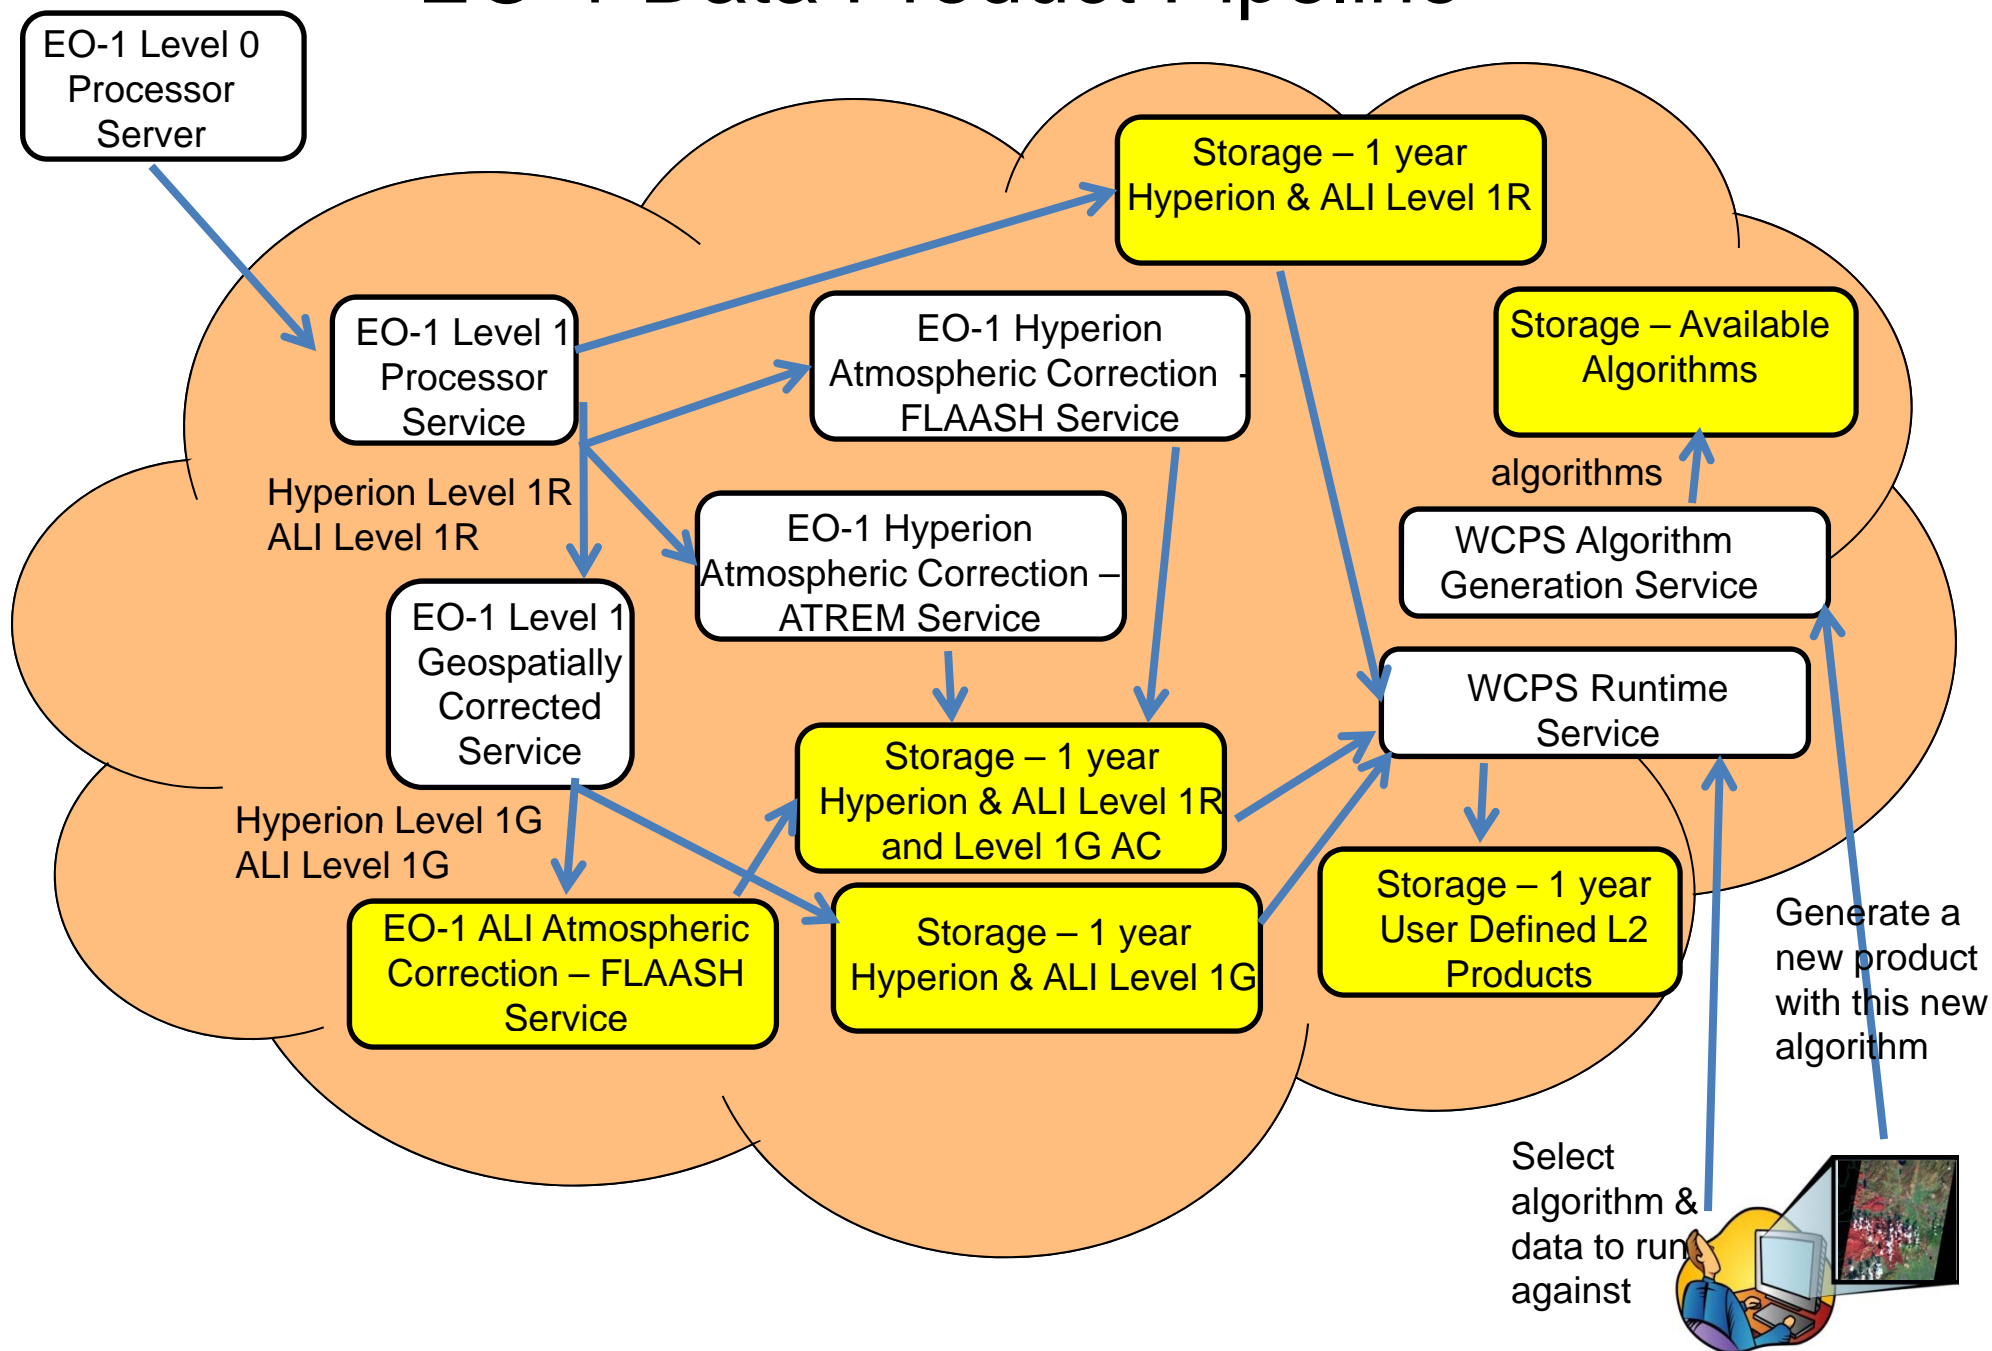 EO-1 Data Product Pipeline
EO-1 Level 0
Processor
Server
Storage – 1 year
Hyperion & ALI Level 1R
EO-1 Level 1
Processor
Service
EO-1 Hyperion
Atmospheric Correction -
FLAASH Service
Storage – Available
Algorithms
algorithms
Hyperion Level 1R
ALI Level 1R
EO-1 Hyperion
Atmospheric Correction –
ATREM Service
WCPS Algorithm
Generation Service
EO-1 Level 1
Geospatially
Corrected
Service
WCPS Runtime
Service
Hyperion Level 1G
ALI Level 1G
Storage – 1 year
Hyperion & ALI Level 1R
and Level 1G AC
EO-1 ALI Atmospheric
Correction – FLAASH
Service
Storage – 1 year
Hyperion & ALI Level 1G
Storage – 1 year
User Defined L2
Products
Generate a
new product
with this new
algorithm
Select
algorithm &
data to run
against